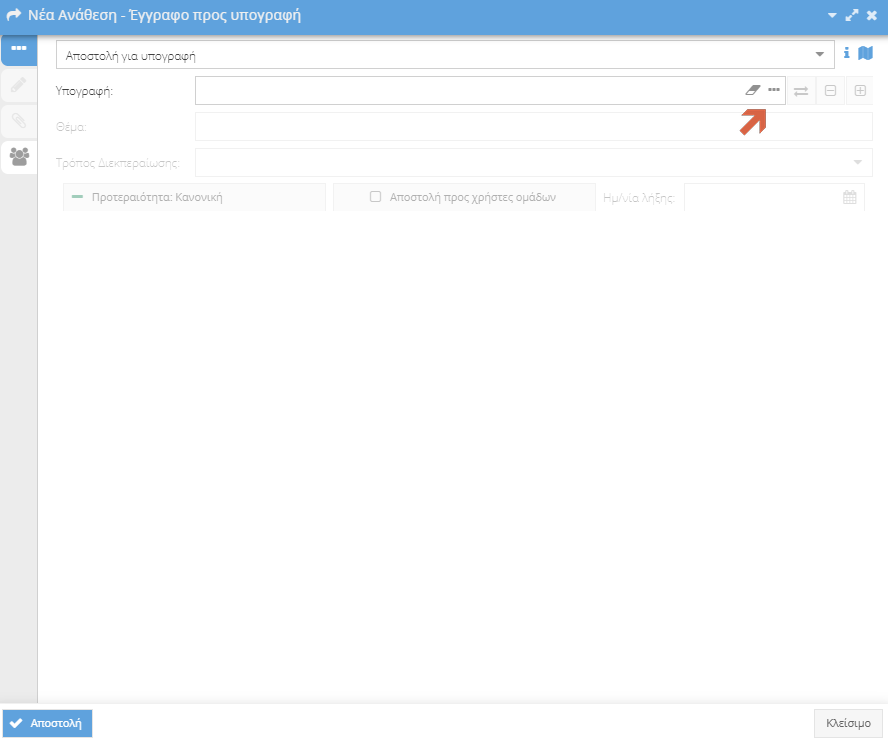 Νέα Ανάθεση - Έγγραφο προς υπογραφή
Αποστολή για υπογραφή
Υπογραφή:
Θέμα:
Τρόπος Διεκπεραίωσης:
Προτεραιότητα: Κανονική
Αποστολή προς χρήστες ομάδων
Ημ/νία λήξης:
Αποστολή
Κλείσιμο